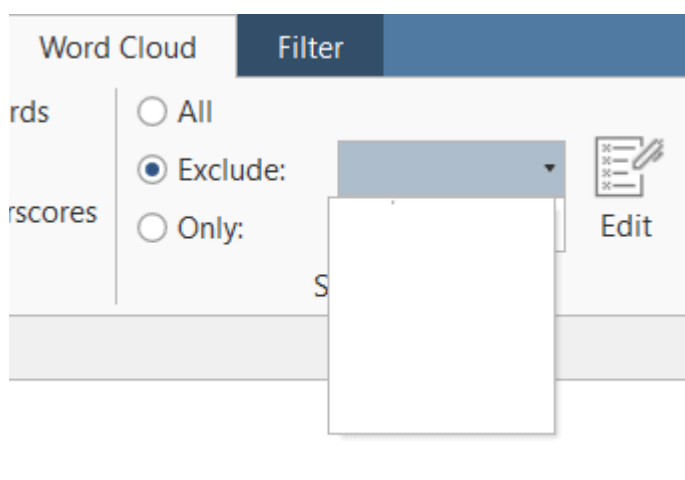 Word Cloud Filter
rds
All
Exclude:
rscores
Only:
Edit
S